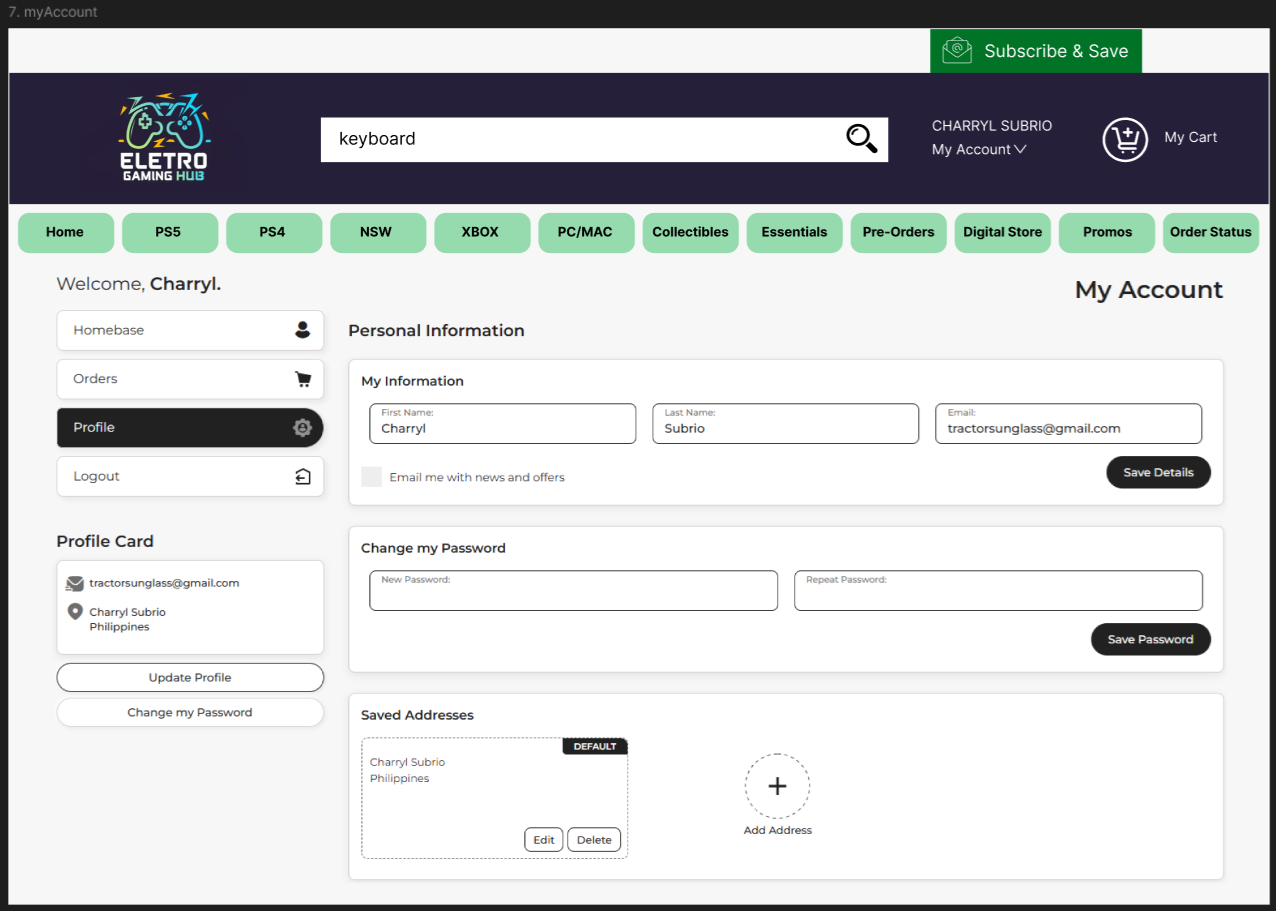 7. myAccount
Subscribe & Save
ELETRO
GAMING HUB
keyboard
CHARRYL SUBRIO
My Account
My Cart
Home PS5 PS4 NSW XBOX PC/MAC Collectibles Essentials Pre-Orders Digital Store Promos Order Status
Welcome, Charryl.
My Account
Homebase
Orders
Profile
Logout
Profile Card
tractorsunglass@gmail.com
Charryl Subrio
Philippines
Update Profile
Change my Password
Personal Information
My Information
First Name:
Charryl
Last Name:
Subrio
Email:
tractorsunglass@gmail.com
Email me with news and offers
Save Details
Change my Password
New Password:
Repeat Password:
Save Password
Saved Addresses
DEFAULT
Charryl Subrio
Philippines
Edit
Delete
Add Address